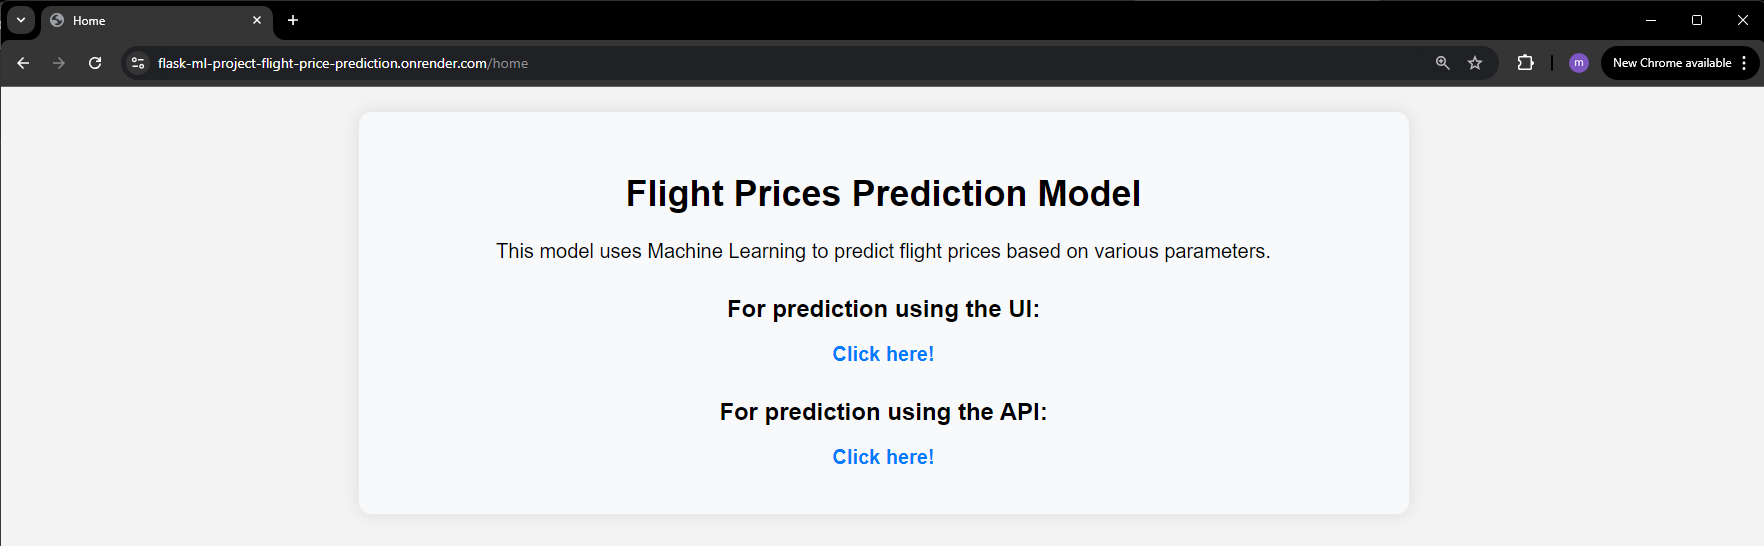 Home
flask-ml-project-flight-price-prediction.onrender.com/home
m
New Chrome available
Flight Prices Prediction Model
This model uses Machine Learning to predict flight prices based on various parameters.
For prediction using the UI:
Click here!
For prediction using the API:
Click here!